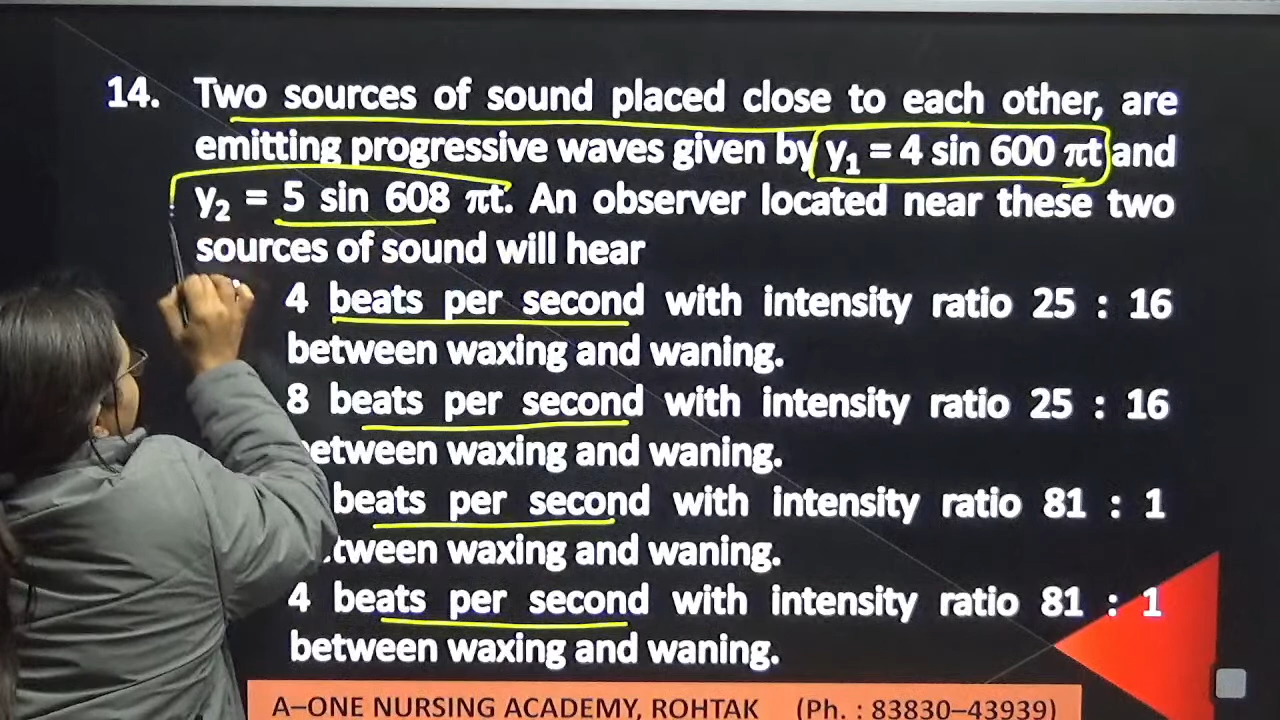 14. Two sources of sound placed close to each other, are
emitting progressive waves given by y₁ = 4 sin 600 πt and
y₂ = 5 sin 608 πt. An observer located near these two
sources of sound will hear
4 beats per second with intensity ratio 25 : 16
between waxing and waning.
8 beats per second with intensity ratio 25 : 16
between waxing and waning.
beats per second with intensity ratio 81 : 1
between waxing and waning.
4 beats per second with intensity ratio 81 : 1
between waxing and waning.
A–ONE NURSING ACADEMY, ROHTAK (Ph. : 83830–43939)